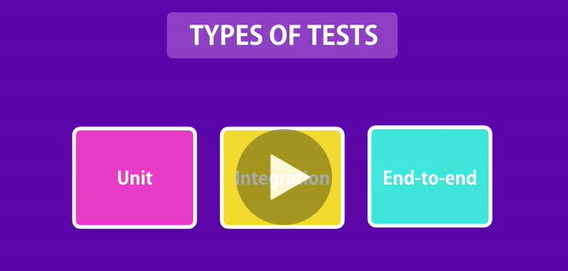 TYPES OF TESTS
Unit
Integration
End-to-end